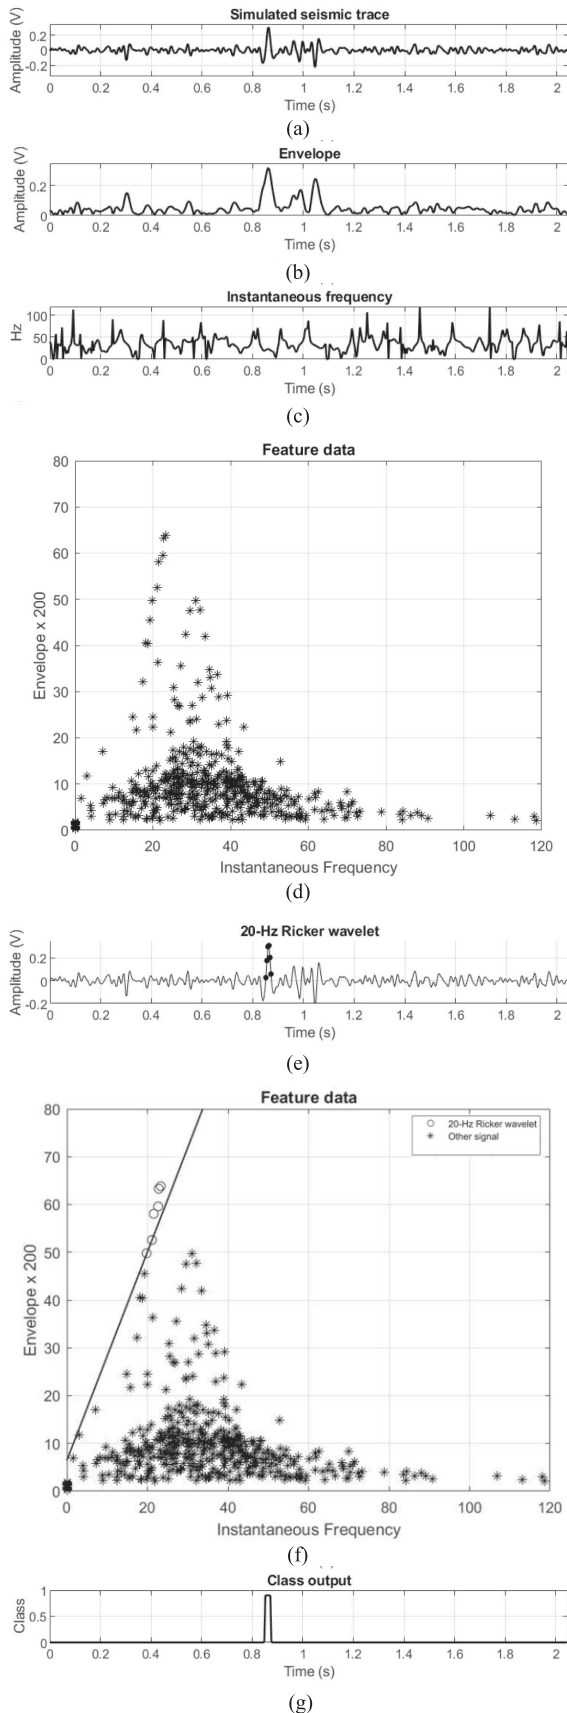 Simulated seismic trace
Amplitude (V)
0.2
0
-0.2
0 0.2 0.4 0.6 0.8 1 1.2 1.4 1.6 1.8 2
Time (s)
(a)
Envelope
Amplitude (V)
0.2
0
0 0.2 0.4 0.6 0.8 1 1.2 1.4 1.6 1.8 2
Time (s)
(b)
Instantaneous frequency
Hz
100
50
0
0 0.2 0.4 0.6 0.8 1 1.2 1.4 1.6 1.8 2
Time (s)
(c)
Feature data
Envelope x 200
80
70
60
50
40
30
20
10
0
0 20 40 60 80 100 120
Instantaneous Frequency
(d)
20-Hz Ricker wavelet
Amplitude (V)
0.2
0
-0.2
0 0.2 0.4 0.6 0.8 1 1.2 1.4 1.6 1.8 2
Time (s)
(e)
Feature data
20-Hz Ricker wavelet
Other signal
Envelope x 200
80
70
60
50
40
30
20
10
0
0 20 40 60 80 100 120
Instantaneous Frequency
(f)
Class output
Class
1
0.5
0
0 0.2 0.4 0.6 0.8 1 1.2 1.4 1.6 1.8 2
Time (s)
(g)